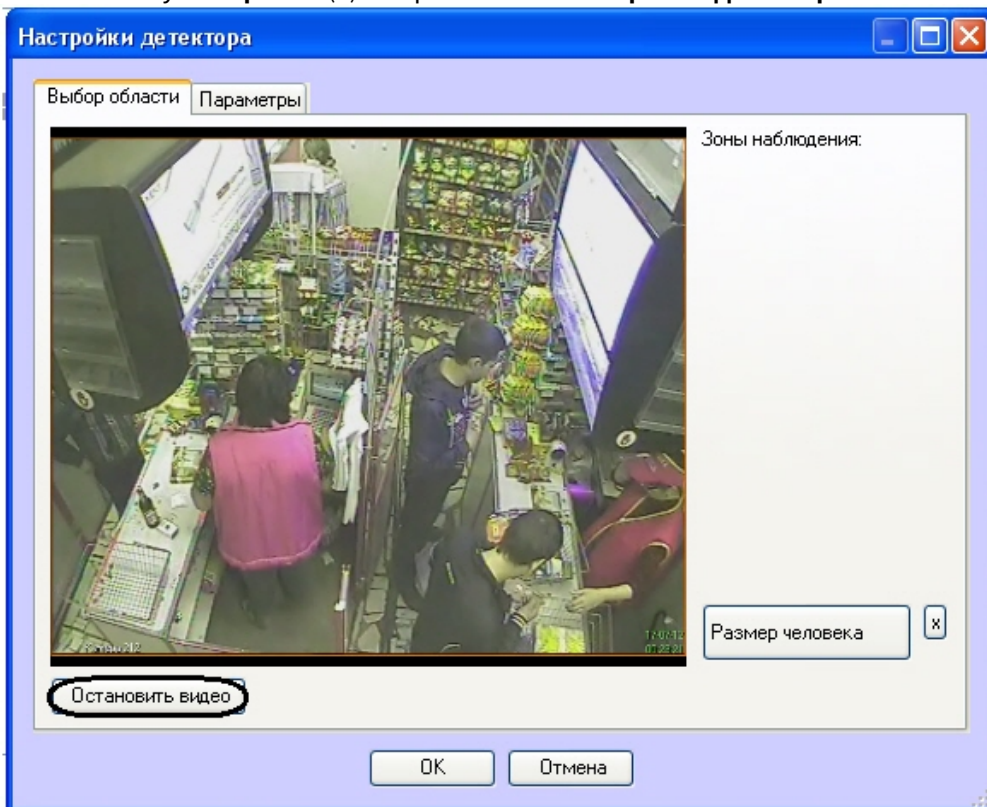 Настройки детектора
Выбор области
Параметры
Зоны наблюдения:
Размер человека
x
Остановить видео
OK
Отмена